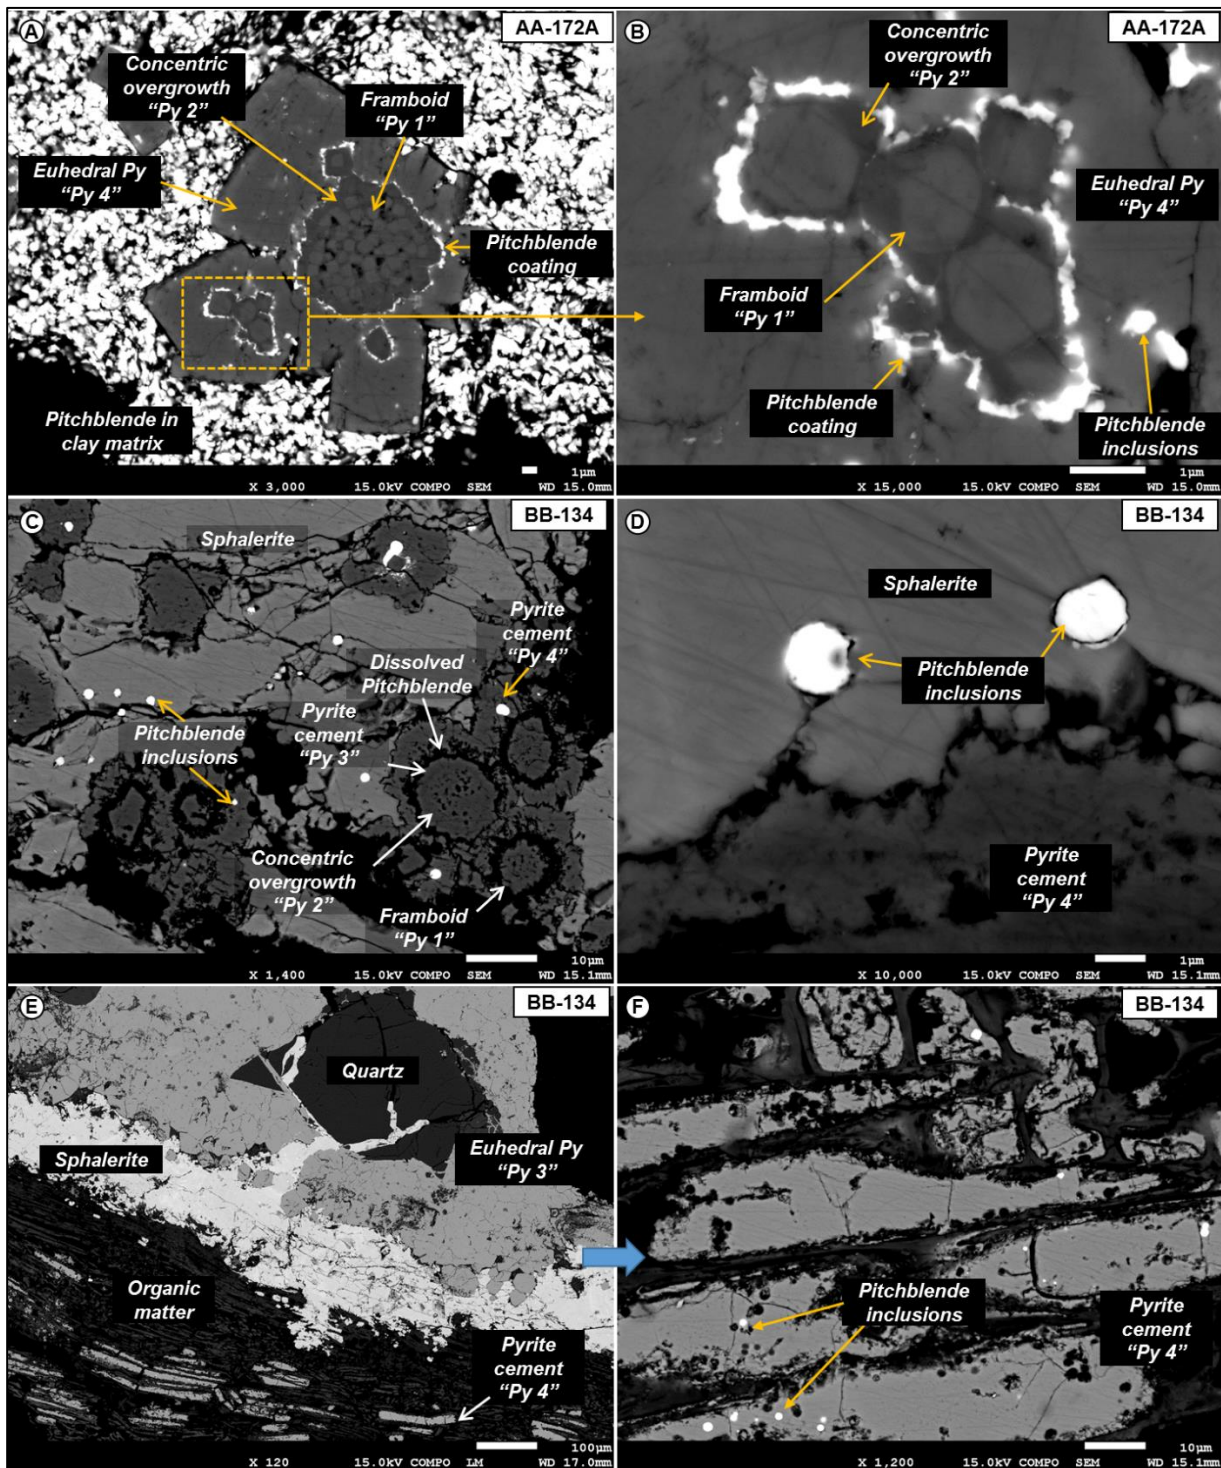 A
AA-172A
Concentric
overgrowth
“Py 2”
Framboid
“Py 1”
Euhedral Py
“Py 4”
Pitchblende
coating
Pitchblende in
clay matrix
1µm
X 3,000 15.0kV COMPO SEM WD 15.0mm
B
AA-172A
Concentric
overgrowth
“Py 2”
Euhedral Py
“Py 4”
Framboid
“Py 1”
Pitchblende
coating
Pitchblende
inclusions
1µm
X 15,000 15.0kV COMPO SEM WD 15.0mm
C
BB-134
Sphalerite
Pyrite
cement
“Py 4”
Dissolved
Pitchblende
Pyrite
cement
“Py 3”
Pitchblende
inclusions
Concentric
overgrowth
“Py 2”
Framboid
“Py 1”
10µm
X 1,400 15.0kV COMPO SEM WD 15.1mm
D
BB-134
Sphalerite
Pitchblende
inclusions
Pyrite
cement
“Py 4”
1µm
X 10,000 15.0kV COMPO SEM WD 15.1mm
E
BB-134
Quartz
Sphalerite
Euhedral Py
“Py 3”
Organic
matter
Pyrite
cement
“Py 4”
100µm
X 120 15.0kV COMPO LM WD 17.0mm
F
BB-134
Pitchblende
inclusions
Pyrite
cement
“Py 4”
10µm
X 1,200 15.0kV COMPO SEM WD 15.1mm